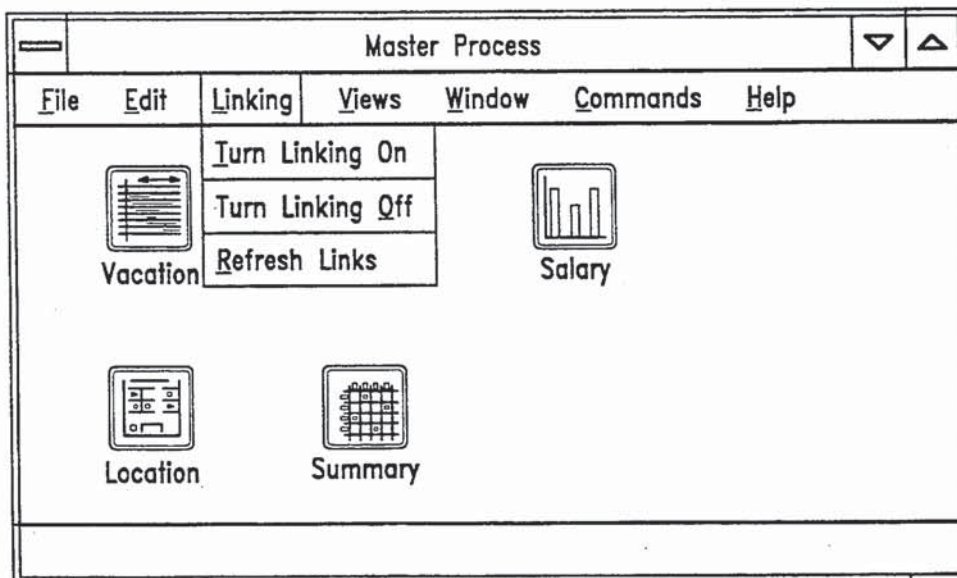 Master Process
File Edit Linking Views Window Commands Help
Turn Linking On
Turn Linking Off
Refresh Links
Vacation Salary
Location Summary